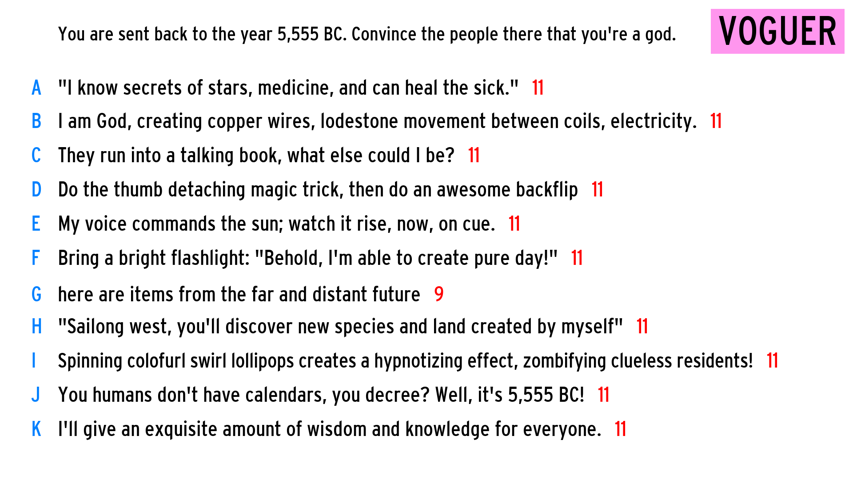 You are sent back to the year 5,555 BC. Convince the people there that you're a god.
VOGUER
A "I know secrets of stars, medicine, and can heal the sick." 11
B I am God, creating copper wires, lodestone movement between coils, electricity. 11
C They run into a talking book, what else could I be? 11
D Do the thumb detaching magic trick, then do an awesome backflip 11
E My voice commands the sun; watch it rise, now, on cue. 11
F Bring a bright flashlight: "Behold, I'm able to create pure day!" 11
G here are items from the far and distant future 9
H "Sailong west, you'll discover new species and land created by myself" 11
I Spinning colofurl swirl lollipops creates a hypnotizing effect, zombifying clueless residents! 11
J You humans don't have calendars, you decree? Well, it's 5,555 BC! 11
K I'll give an exquisite amount of wisdom and knowledge for everyone. 11